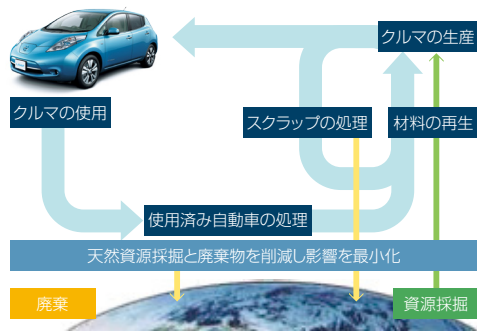 クルマの生産
クルマの使用
スクラップの処理
材料の再生
使用済み自動車の処理
天然資源採掘と廃棄物を削減し影響を最小化
廃棄
資源採掘